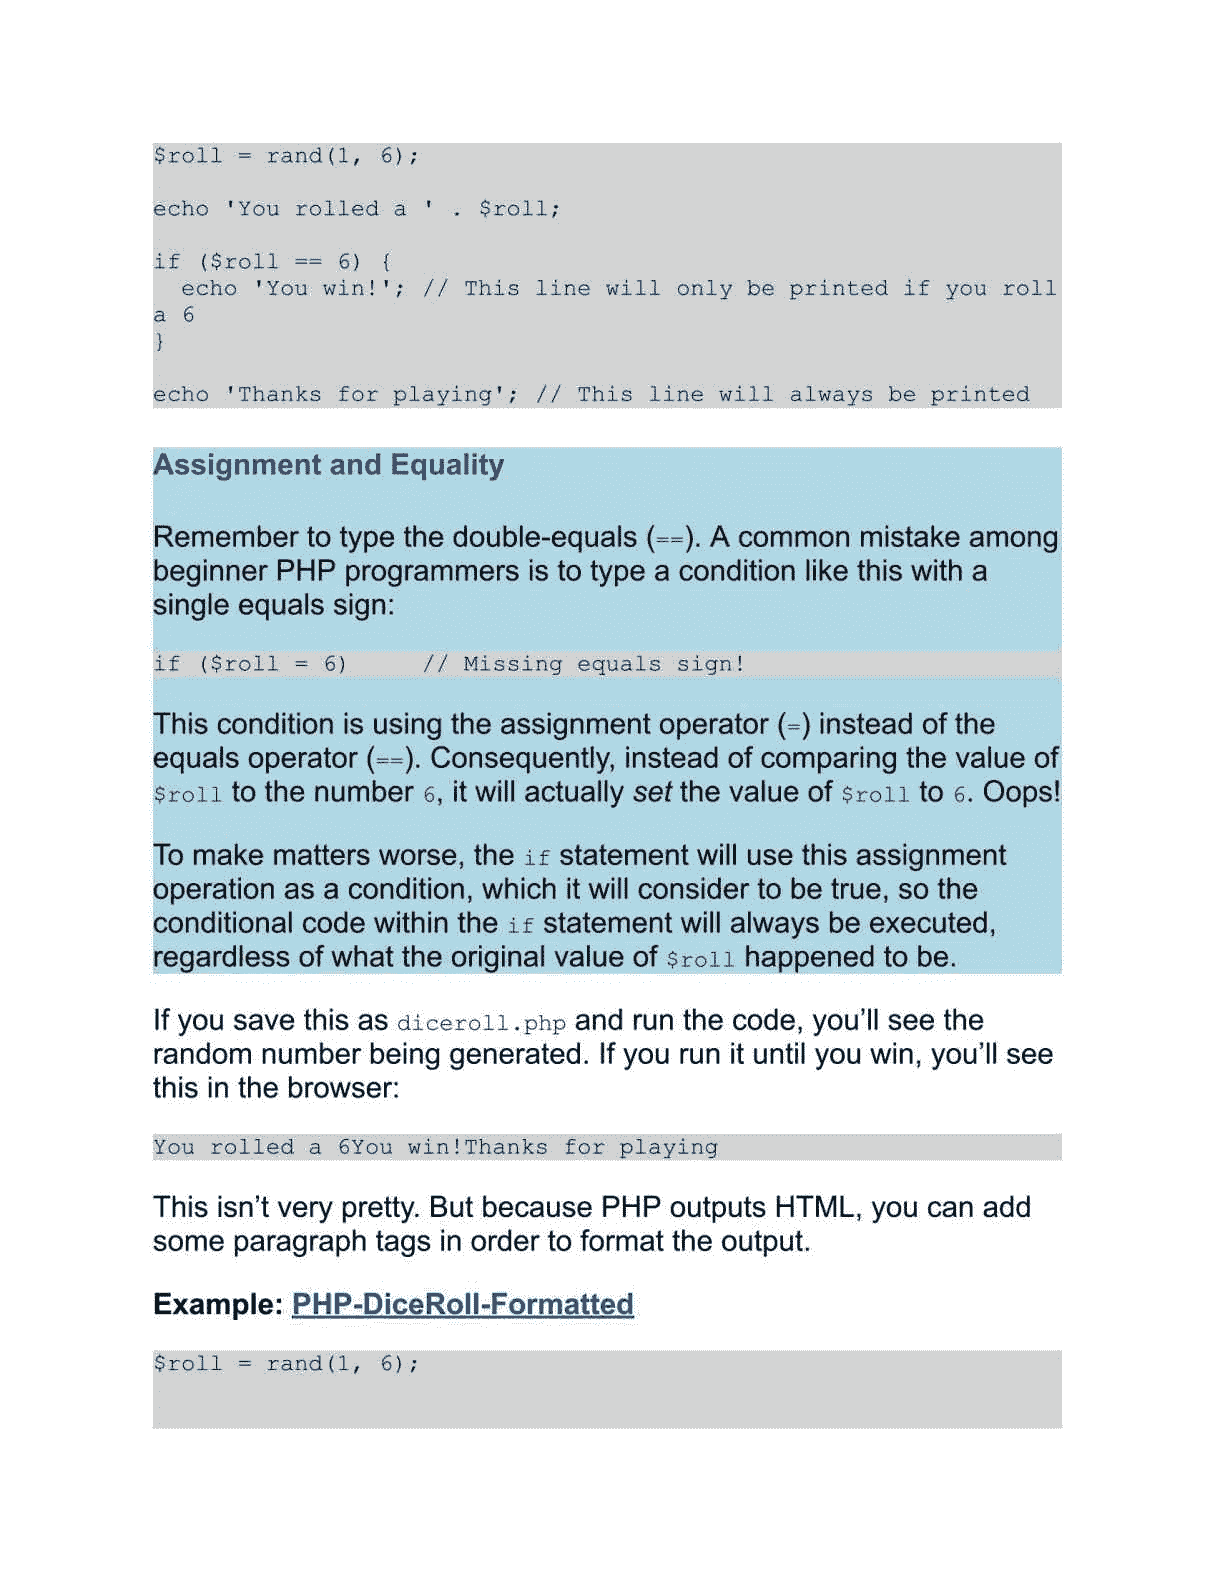 $roll = rand(1, 6);
echo 'You rolled a ' . $roll;
if ($roll == 6) {
  echo 'You win!'; // This line will only be printed if you roll
a 6
}
echo 'Thanks for playing'; // This line will always be printed
Assignment and Equality
Remember to type the double-equals (==). A common mistake among
beginner PHP programmers is to type a condition like this with a
single equals sign:
if ($roll = 6)     // Missing equals sign!
This condition is using the assignment operator (=) instead of the
equals operator (==). Consequently, instead of comparing the value of
$roll to the number 6, it will actually set the value of $roll to 6. Oops!
To make matters worse, the if statement will use this assignment
operation as a condition, which it will consider to be true, so the
conditional code within the if statement will always be executed,
regardless of what the original value of $roll happened to be.
If you save this as diceroll.php and run the code, you’ll see the
random number being generated. If you run it until you win, you’ll see
this in the browser:
You rolled a 6You win!Thanks for playing
This isn’t very pretty. But because PHP outputs HTML, you can add
some paragraph tags in order to format the output.
Example: PHP-DiceRoll-Formatted
$roll = rand(1, 6);